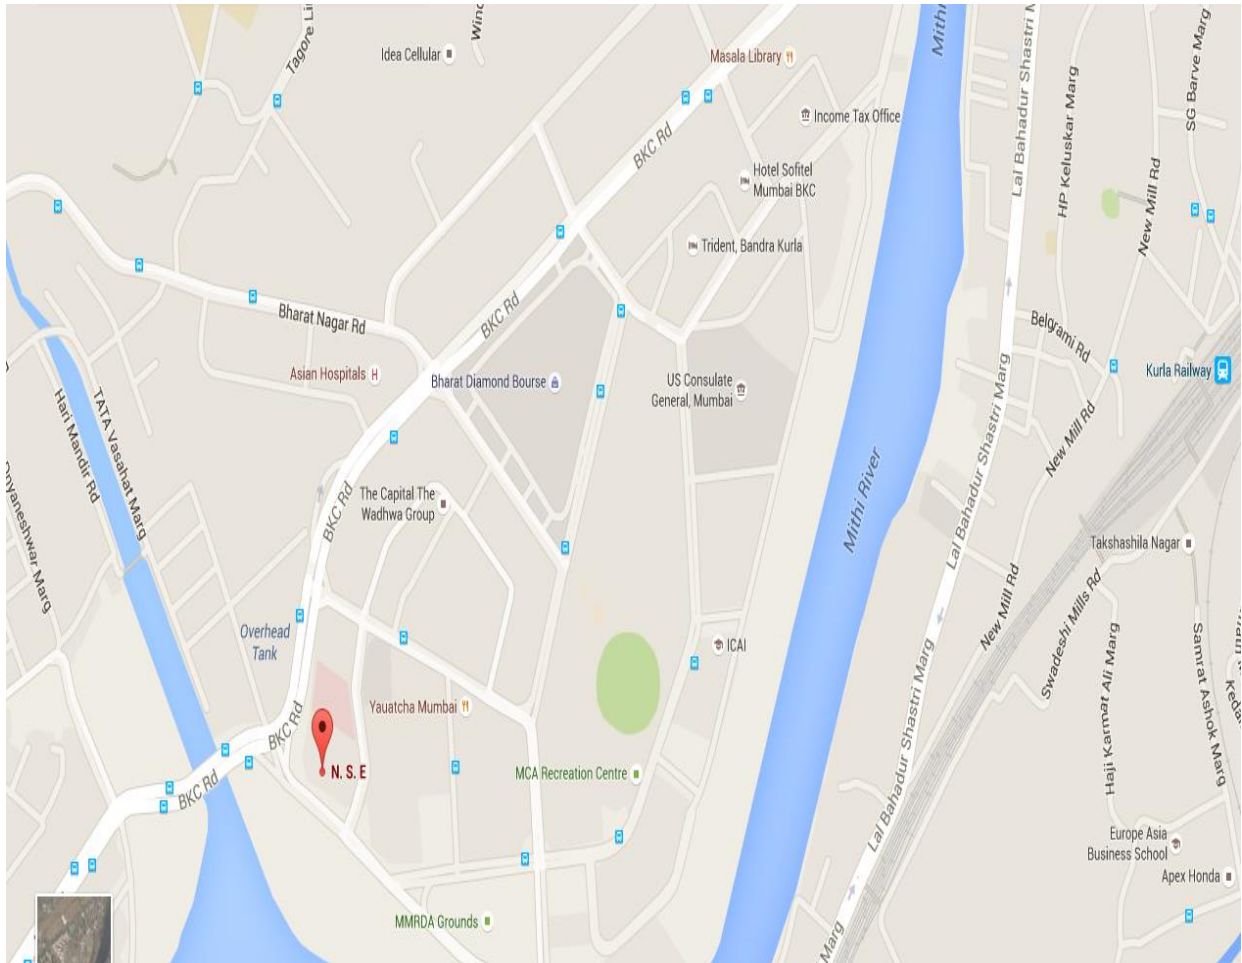 Mithi
Idea Cellular
Masala Library
Tagore Li
Wind
Lal Bahadur Shastri Marg
HP Keluskar Marg
SG Barve Marg
New Mill Rd
BKC Rd
Income Tax Office
Hotel Sofitel
Mumbai BKC
Trident, Bandra Kurla
Bharat Nagar Rd
BKC Rd
Belgrami Rd
Asian Hospitals
H
Bharat Diamond Bourse
US Consulate
General, Mumbai
Kurla Railway
Hari Mandir Rd
TATA Vasahat Marg
Lal Bahadur Shastri Marg
New Mill Rd
The Capital The
Wadhwa Group
BKC Rd
Mithi River
Takshashila Nagar
nyaneshwar Marg
New Mill Rd
Swadeshi Mills Rd
Overhead
Tank
ICAI
Haji Karmat Ali Marg
Samrat Ashok Marg
Keda
Yauatcha Mumbai
BKC Rd
N. S. E
MCA Recreation Centre
BKC Rd
Lal Bahadur Shastri Marg
Europe Asia
Business School
Apex Honda
MMRDA Grounds
Marg